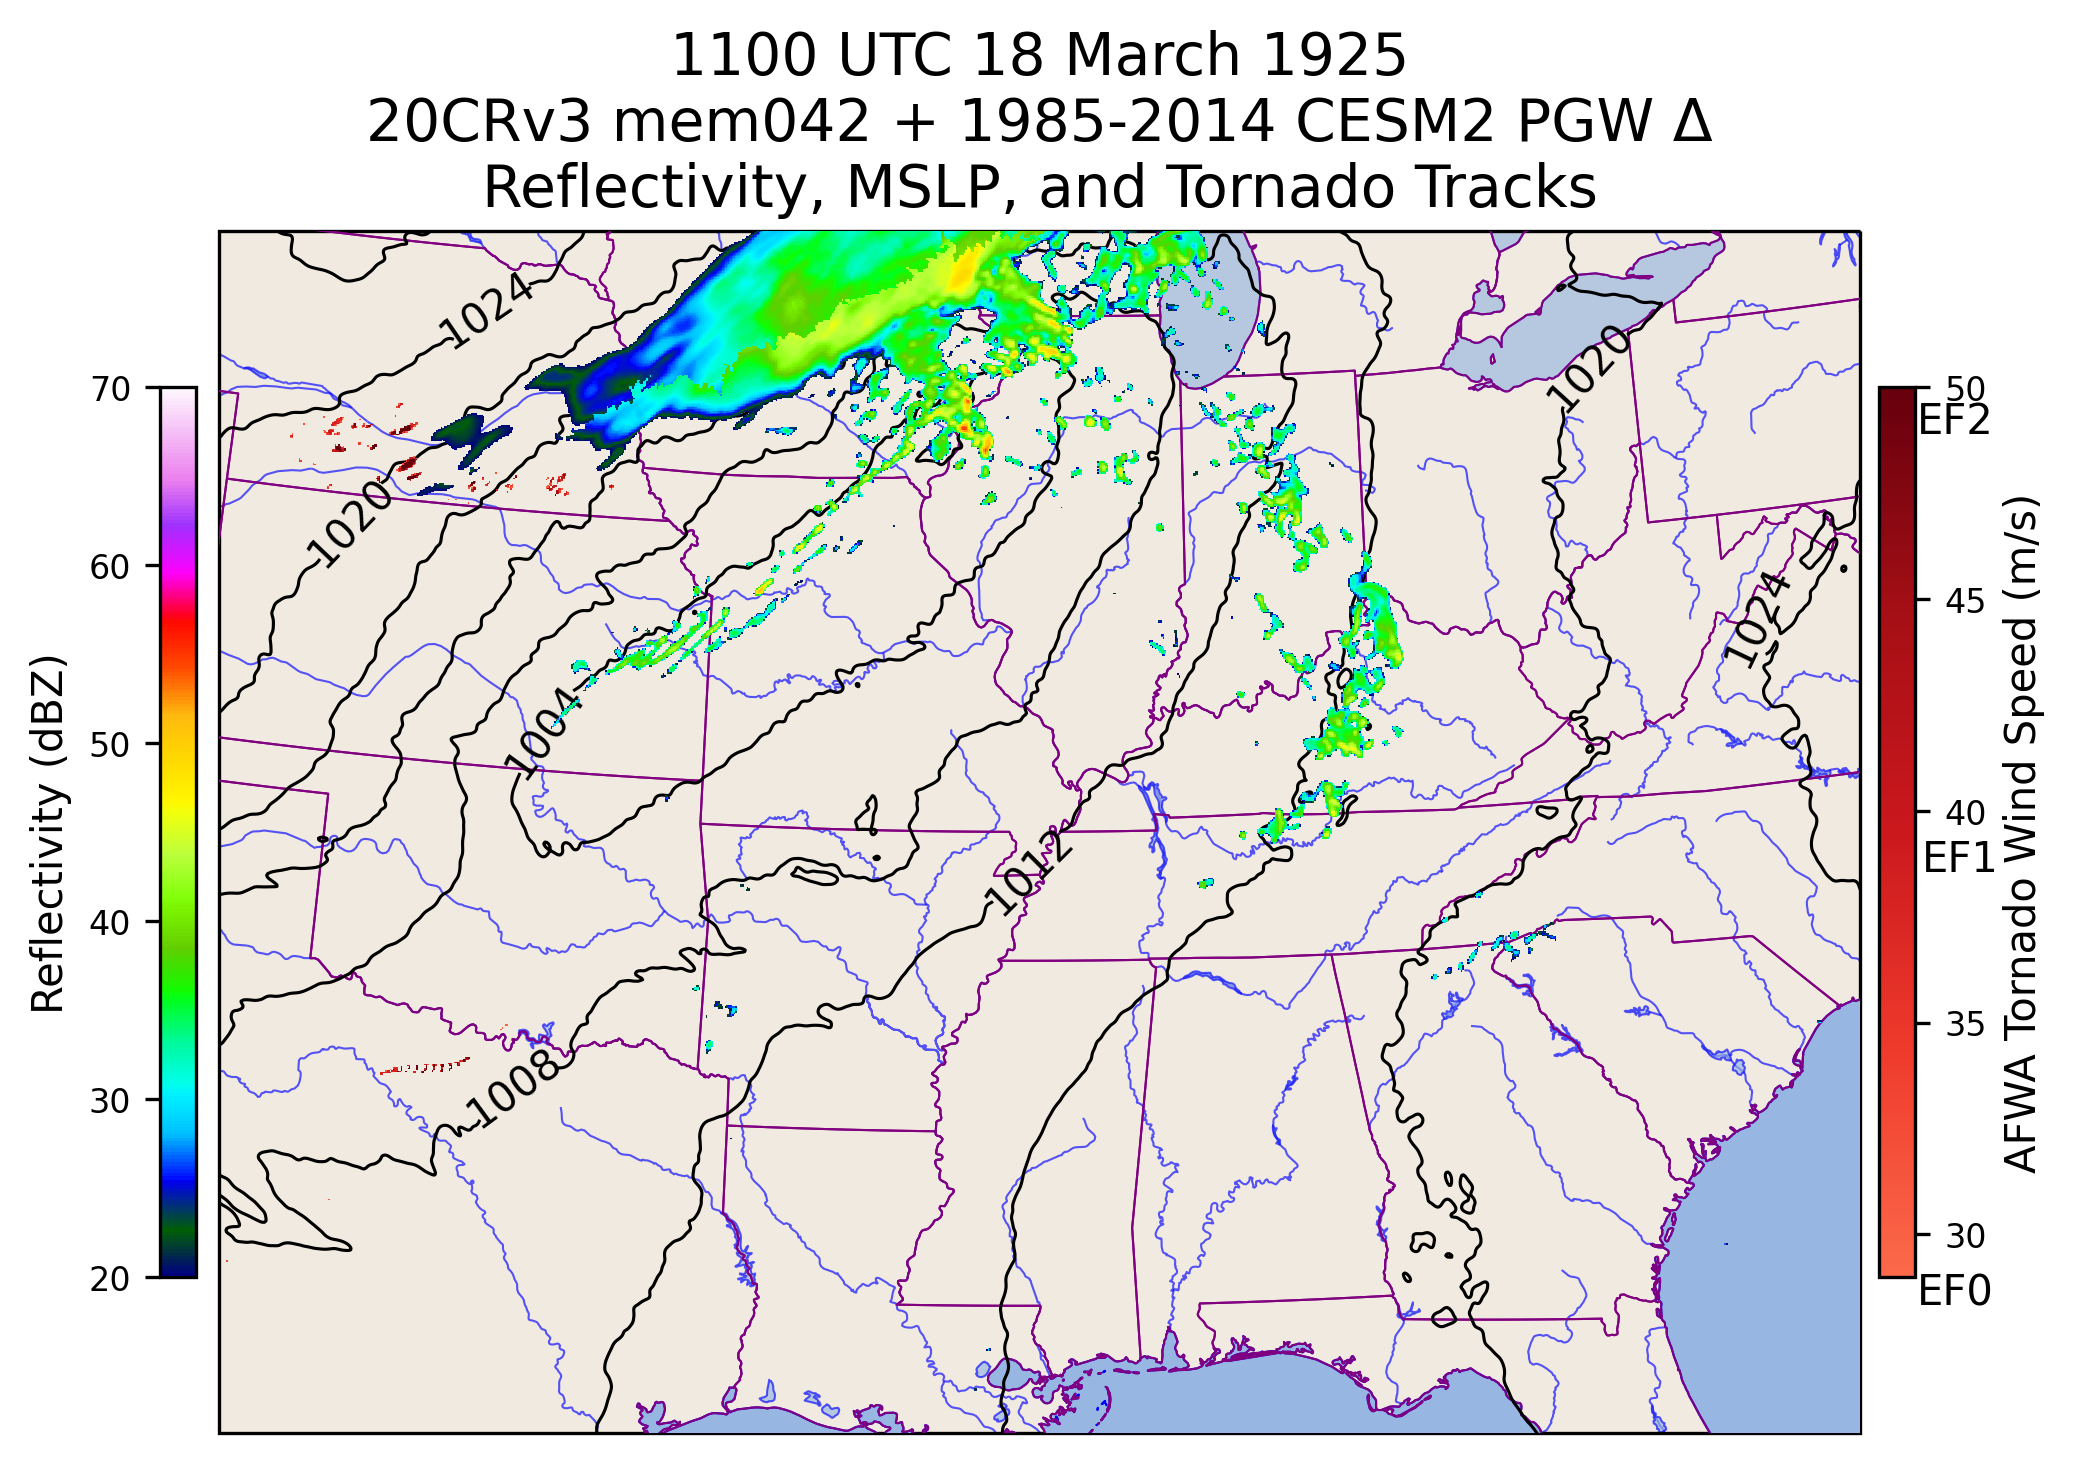 1100 UTC 18 March 1925
20CRv3 mem042 + 1985-2014 CESM2 PGW Δ
Reflectivity, MSLP, and Tornado Tracks
1024
1020
1020
1024
1004
1012
1008
70
60
50
40
30
20
Reflectivity (dBZ)
50
EF2
45
40
EF1
35
30
EF0
AFWA Tornado Wind Speed (m/s)